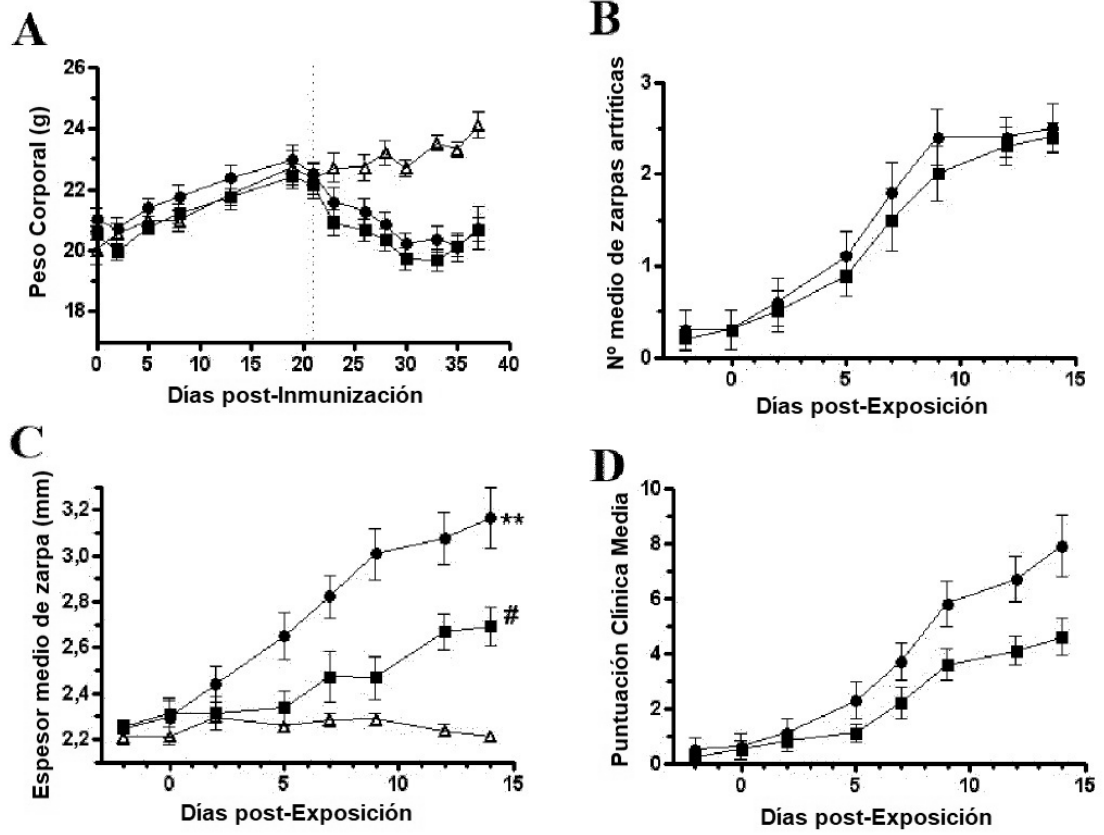 A
Peso Corporal (g)
26
24
22
20
18
0 5 10 15 20 25 30 35 40
Días post-Inmunización
B
Nº medio de zarpas artríticas
3
2
1
0
0 5 10 15
Días post-Exposición
C
Espesor medio de zarpa (mm)
3,2
3,0
2,8
2,6
2,4
2,2
**
#
0 5 10 15
Días post-Exposición
D
Puntuación Clínica Media
10
8
6
4
2
0
0 5 10 15
Días post-Exposición